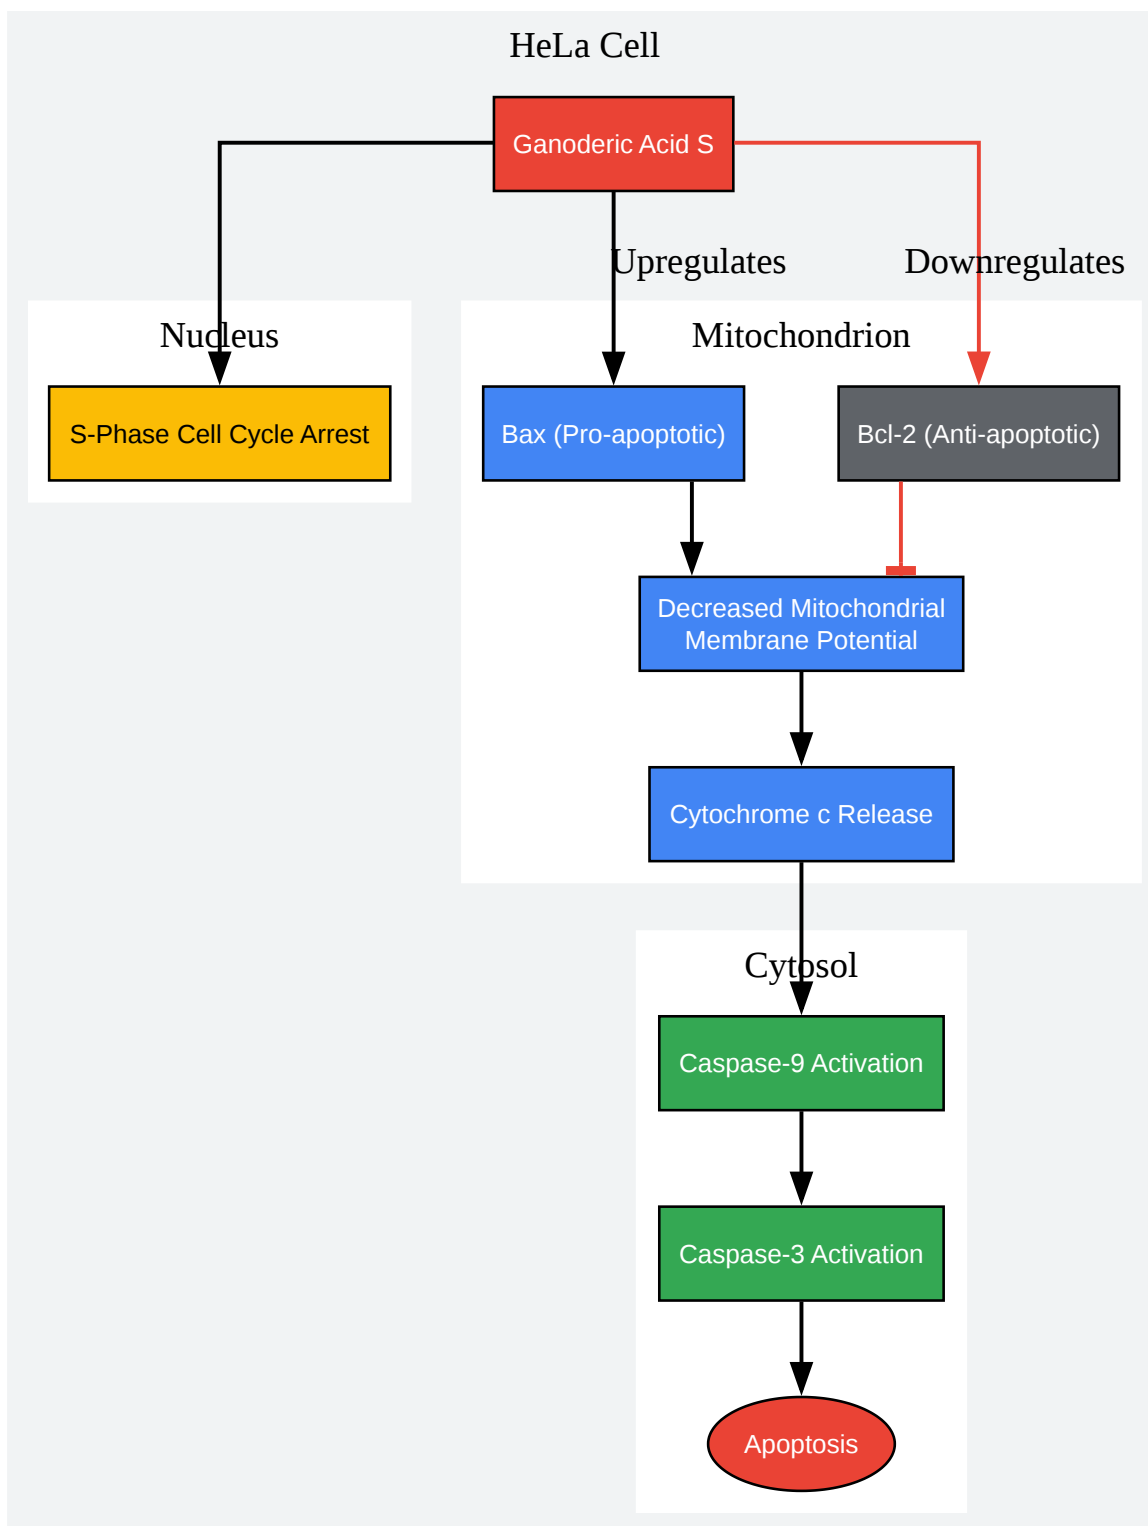 HeLa Cell
Ganoderic Acid S
Upregulates
Downregulates
Nucleus
Mitochondrion
S-Phase Cell Cycle Arrest
Bax (Pro-apoptotic)
Bcl-2 (Anti-apoptotic)
Decreased Mitochondrial
Membrane Potential
Cytochrome c Release
Cytosol
Caspase-9 Activation
Caspase-3 Activation
Apoptosis